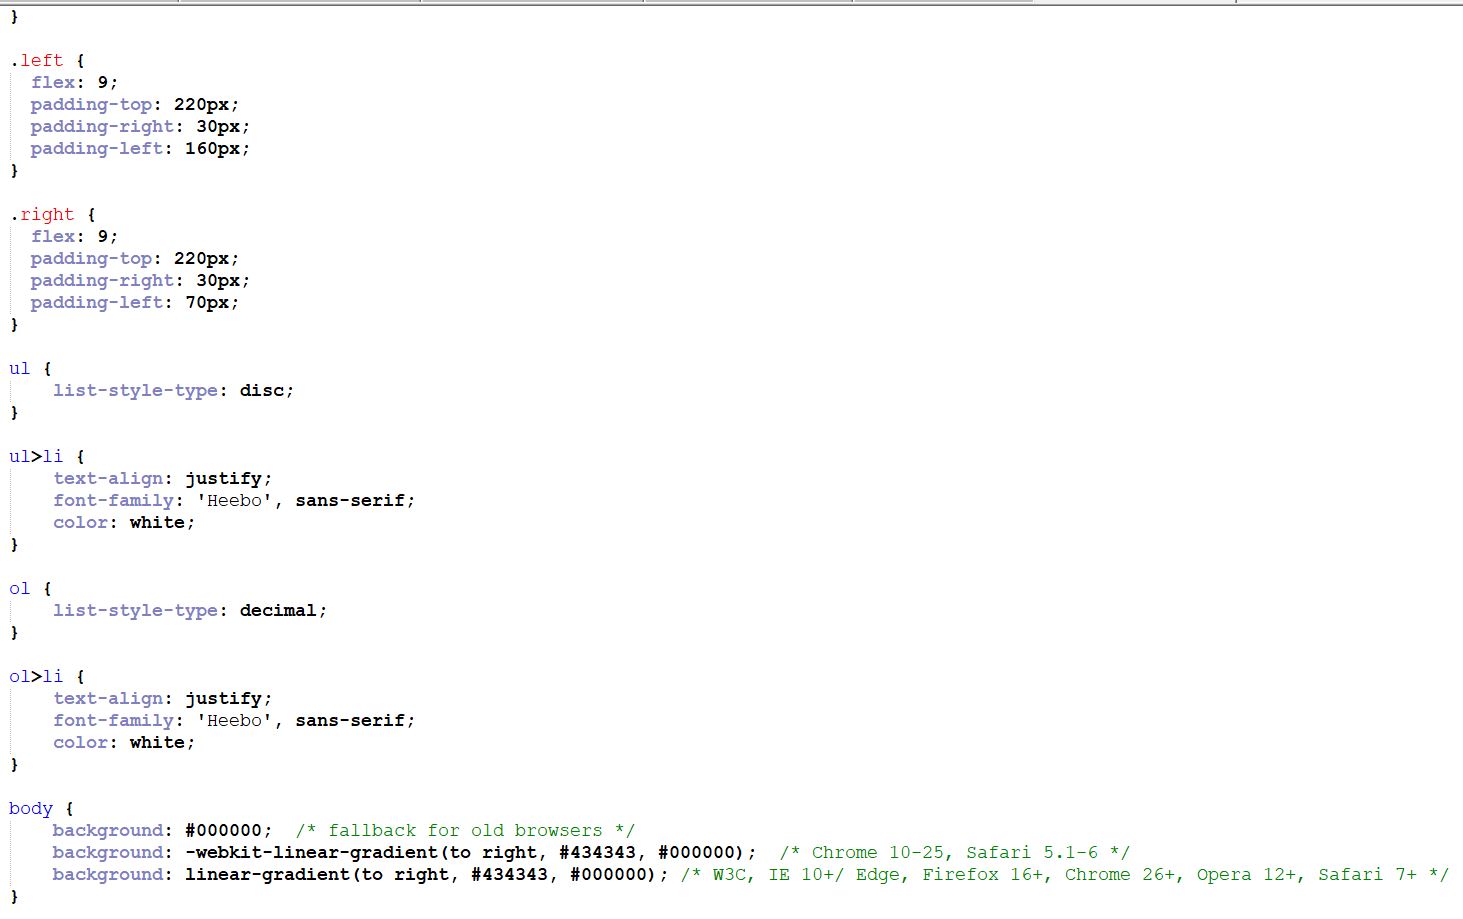 }
.left {
flex: 9;
padding-top: 220px;
padding-right: 30px;
padding-left: 160px;
}
.right {
flex: 9;
padding-top: 220px;
padding-right: 30px;
padding-left: 70px;
}
ul {
list-style-type: disc;
}
ul>li {
text-align: justify;
font-family: 'Heebo', sans-serif;
color: white;
}
ol {
list-style-type: decimal;
}
ol>li {
text-align: justify;
font-family: 'Heebo', sans-serif;
color: white;
}
body {
background: #000000;  /* fallback for old browsers */
background: -webkit-linear-gradient(to right, #434343, #000000);  /* Chrome 10-25, Safari 5.1-6 */
background: linear-gradient(to right, #434343, #000000); /* W3C, IE 10+/ Edge, Firefox 16+, Chrome 26+, Opera 12+, Safari 7+ */
}